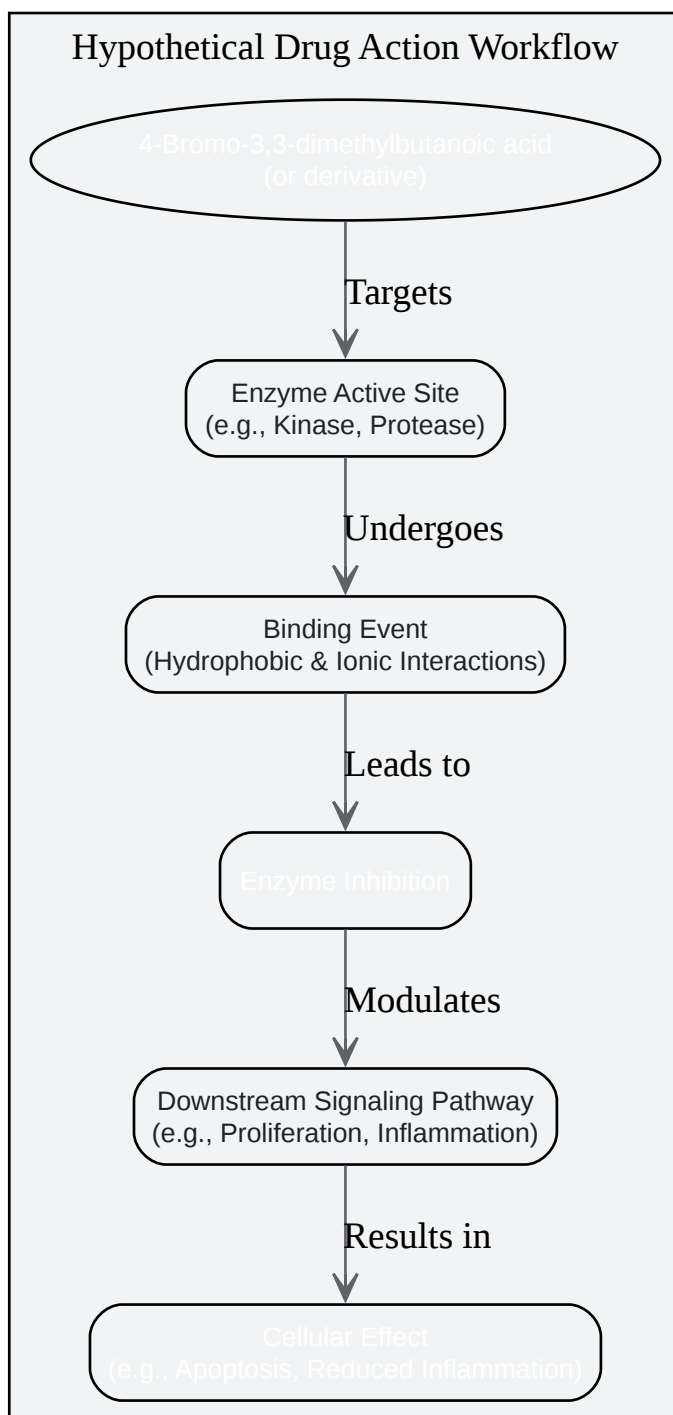 Hypothetical Drug Action Workflow
4-Bromo-3,3-dimethylbutanoic acid
(or derivative)
Targets
Enzyme Active Site
(e.g., Kinase, Protease)
Undergoes
Binding Event
(Hydrophobic & Ionic Interactions)
Leads to
Enzyme Inhibition
Modulates
Downstream Signaling Pathway
(e.g., Proliferation, Inflammation)
Results in
Cellular Effect
(e.g., Apoptosis, Reduced Inflammation)